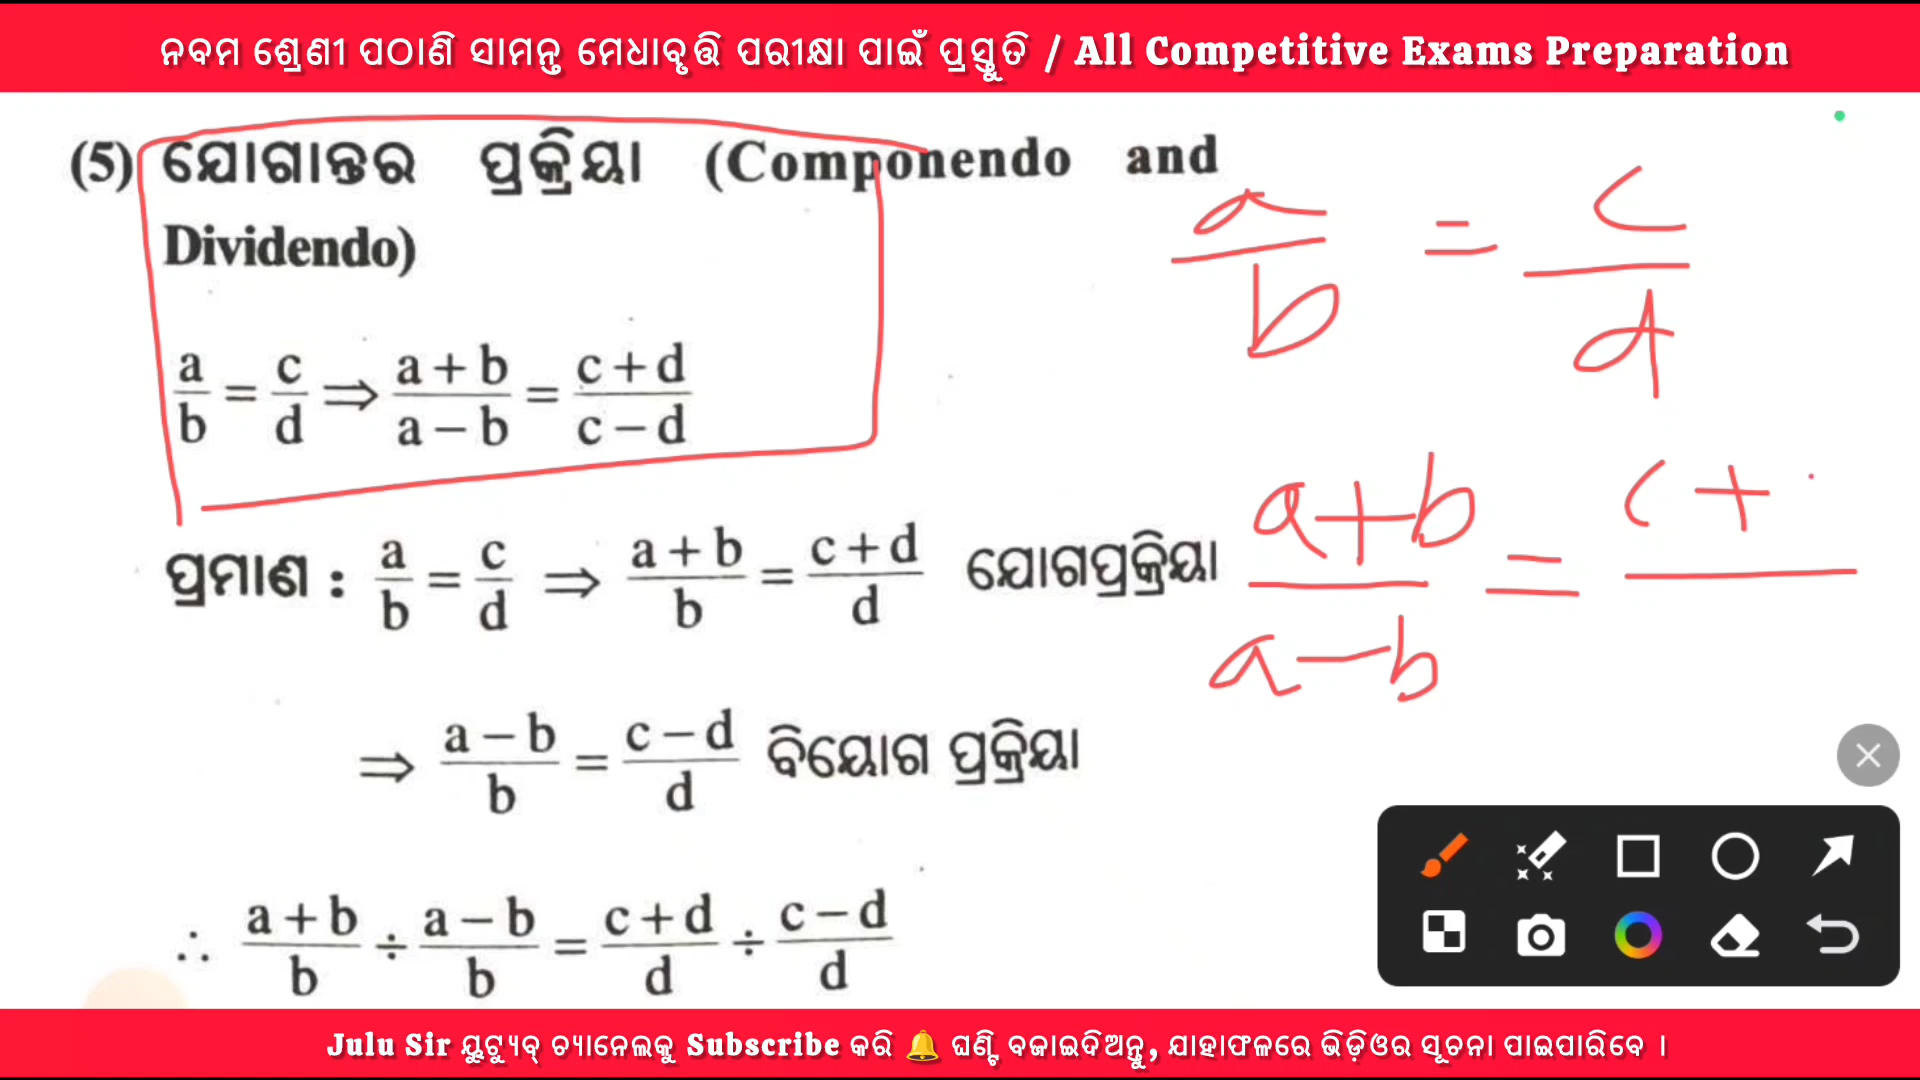 ନବମ ଶ୍ରେଣୀ ପଠାଣି ସାମନ୍ତ ମେଧାବୃତ୍ତି ପରୀକ୍ଷା ପାଇଁ ପ୍ରସ୍ତୁତି / All Competitive Exams Preparation
(5) ଯୋଗାନ୍ତର ପ୍ରକ୍ରିୟା (Componendo and
Dividendo)
a/b = c/d ⇒ (a + b)/(a − b) = (c + d)/(c − d)
ପ୍ରମାଣ : a/b = c/d ⇒ (a + b)/b = (c + d)/d ଯୋଗପ୍ରକ୍ରିୟା
⇒ (a − b)/b = (c − d)/d ବିୟୋଗ ପ୍ରକ୍ରିୟା
∴ (a + b)/b ÷ (a − b)/b = (c + d)/d ÷ (c − d)/d
a/b = c/d
(a+b)/(a−b) = c +
Julu Sir ୟୁଟ୍ୟୁବ୍ ଚ୍ୟାନେଲକୁ Subscribe କରି 🔔 ଘଣ୍ଟି ବଜାଇଦିଅନ୍ତୁ, ଯାହାଫଳରେ ଭିଡ଼ିଓର ସୂଚନା ପାଇପାରିବେ ।